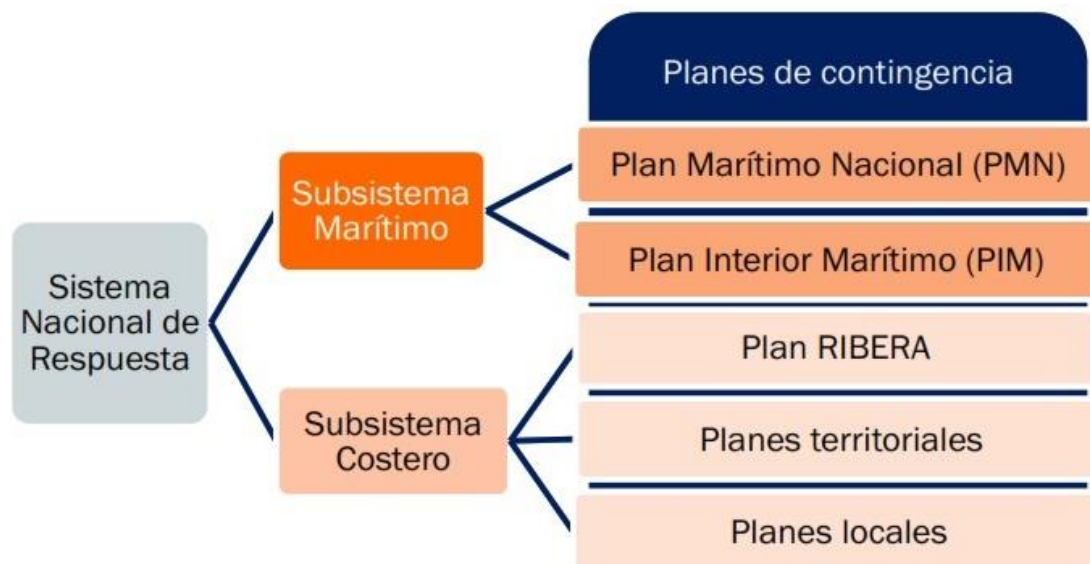 Planes de contingencia
Sistema
Nacional de
Respuesta
Subsistema
Marítimo
Plan Marítimo Nacional (PMN)
Plan Interior Marítimo (PIM)
Subsistema
Costero
Plan RIBERA
Planes territoriales
Planes locales